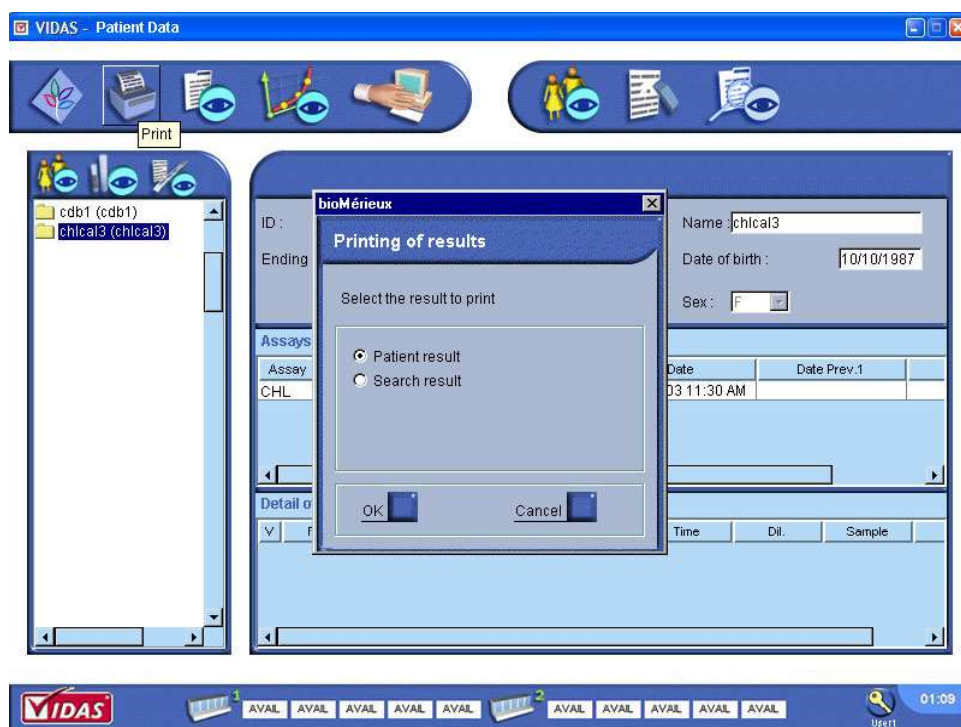 VIDAS - Patient Data
Print
cdb1 (cdb1)
chlcal3 (chlcal3)
ID :
Ending
Name : chlcal3
Date of birth : 10/10/1987
Sex : F
bioMérieux
Printing of results
Select the result to print
Patient result
Search result
OK
Cancel
Assays
Assay Date Date Prev.1
CHL 03 11:30 AM
Detail
V Time Dil. Sample
VIDAS
1 AVAIL AVAIL AVAIL AVAIL AVAIL 2 AVAIL AVAIL AVAIL AVAIL AVAIL
User1
01:09